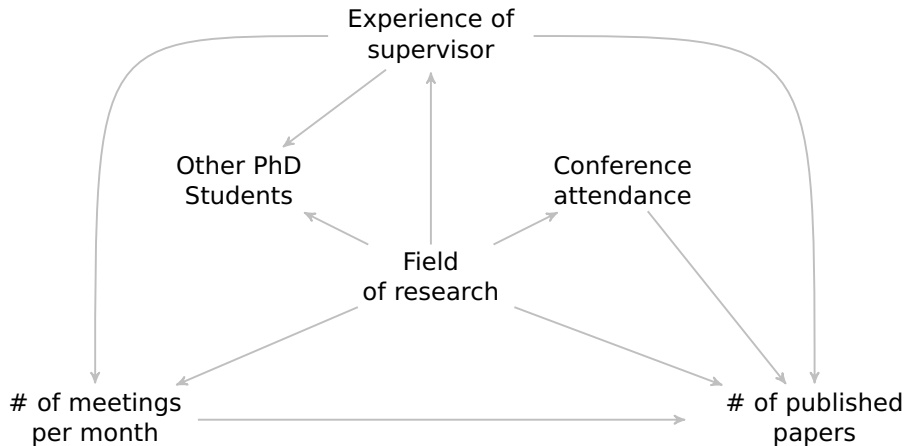 Experience of
supervisor
Other PhD
Students
Conference
attendance
Field
of research
# of meetings
per month
# of published
papers